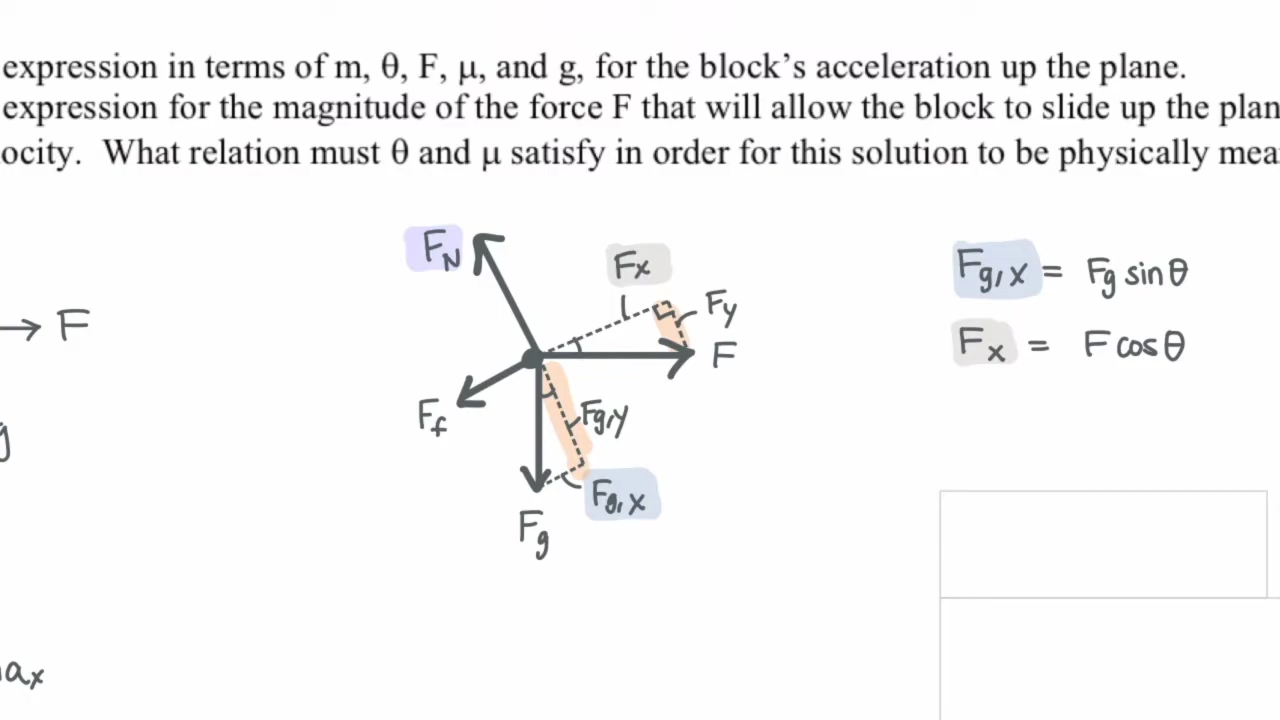 expression in terms of m, θ, F, μ, and g, for the block's acceleration up the plane.
expression for the magnitude of the force F that will allow the block to slide up the plan
ocity. What relation must θ and μ satisfy in order for this solution to be physically mea
F_N
F_x
F_y
F
F
F_f
F_g,y
F_g,x
F_g
g
F_g,x = F_g sin θ
F_x = F cos θ
a_x